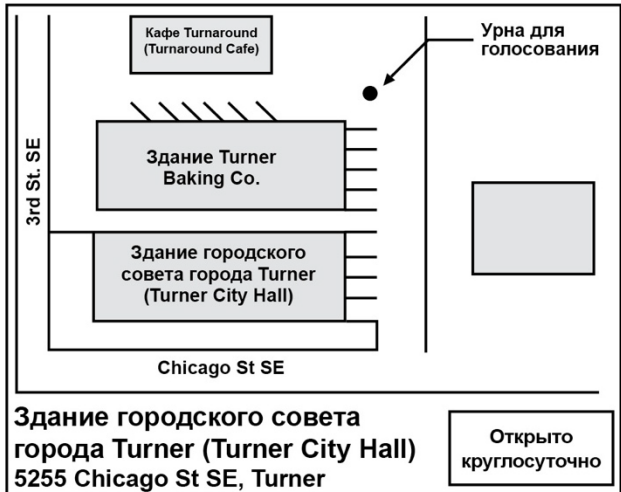 Кафе Turnaround
(Turnaround Cafe)
Урна для
голосования
Здание Turner
Baking Co.
3rd St. SE
Здание городского
совета города Turner
(Turner City Hall)
Chicago St SE
Здание городского совета
города Turner (Turner City Hall)
5255 Chicago St SE, Turner
Открыто
круглосуточно